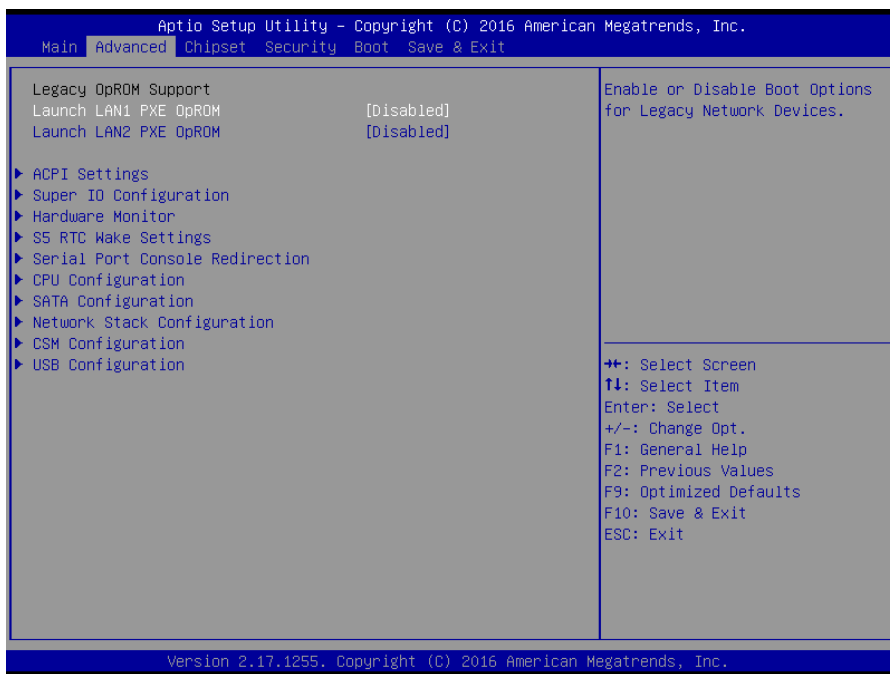 Aptio Setup Utility – Copyright (C) 2016 American Megatrends, Inc.
Main Advanced Chipset Security Boot Save & Exit
Legacy OpROM Support
Launch LAN1 PXE OpROM [Disabled]
Launch LAN2 PXE OpROM [Disabled]
ACPI Settings
Super IO Configuration
Hardware Monitor
S5 RTC Wake Settings
Serial Port Console Redirection
CPU Configuration
SATA Configuration
Network Stack Configuration
CSM Configuration
USB Configuration
Enable or Disable Boot Options
for Legacy Network Devices.
→←: Select Screen
↑↓: Select Item
Enter: Select
+/-: Change Opt.
F1: General Help
F2: Previous Values
F9: Optimized Defaults
F10: Save & Exit
ESC: Exit
Version 2.17.1255. Copyright (C) 2016 American Megatrends, Inc.